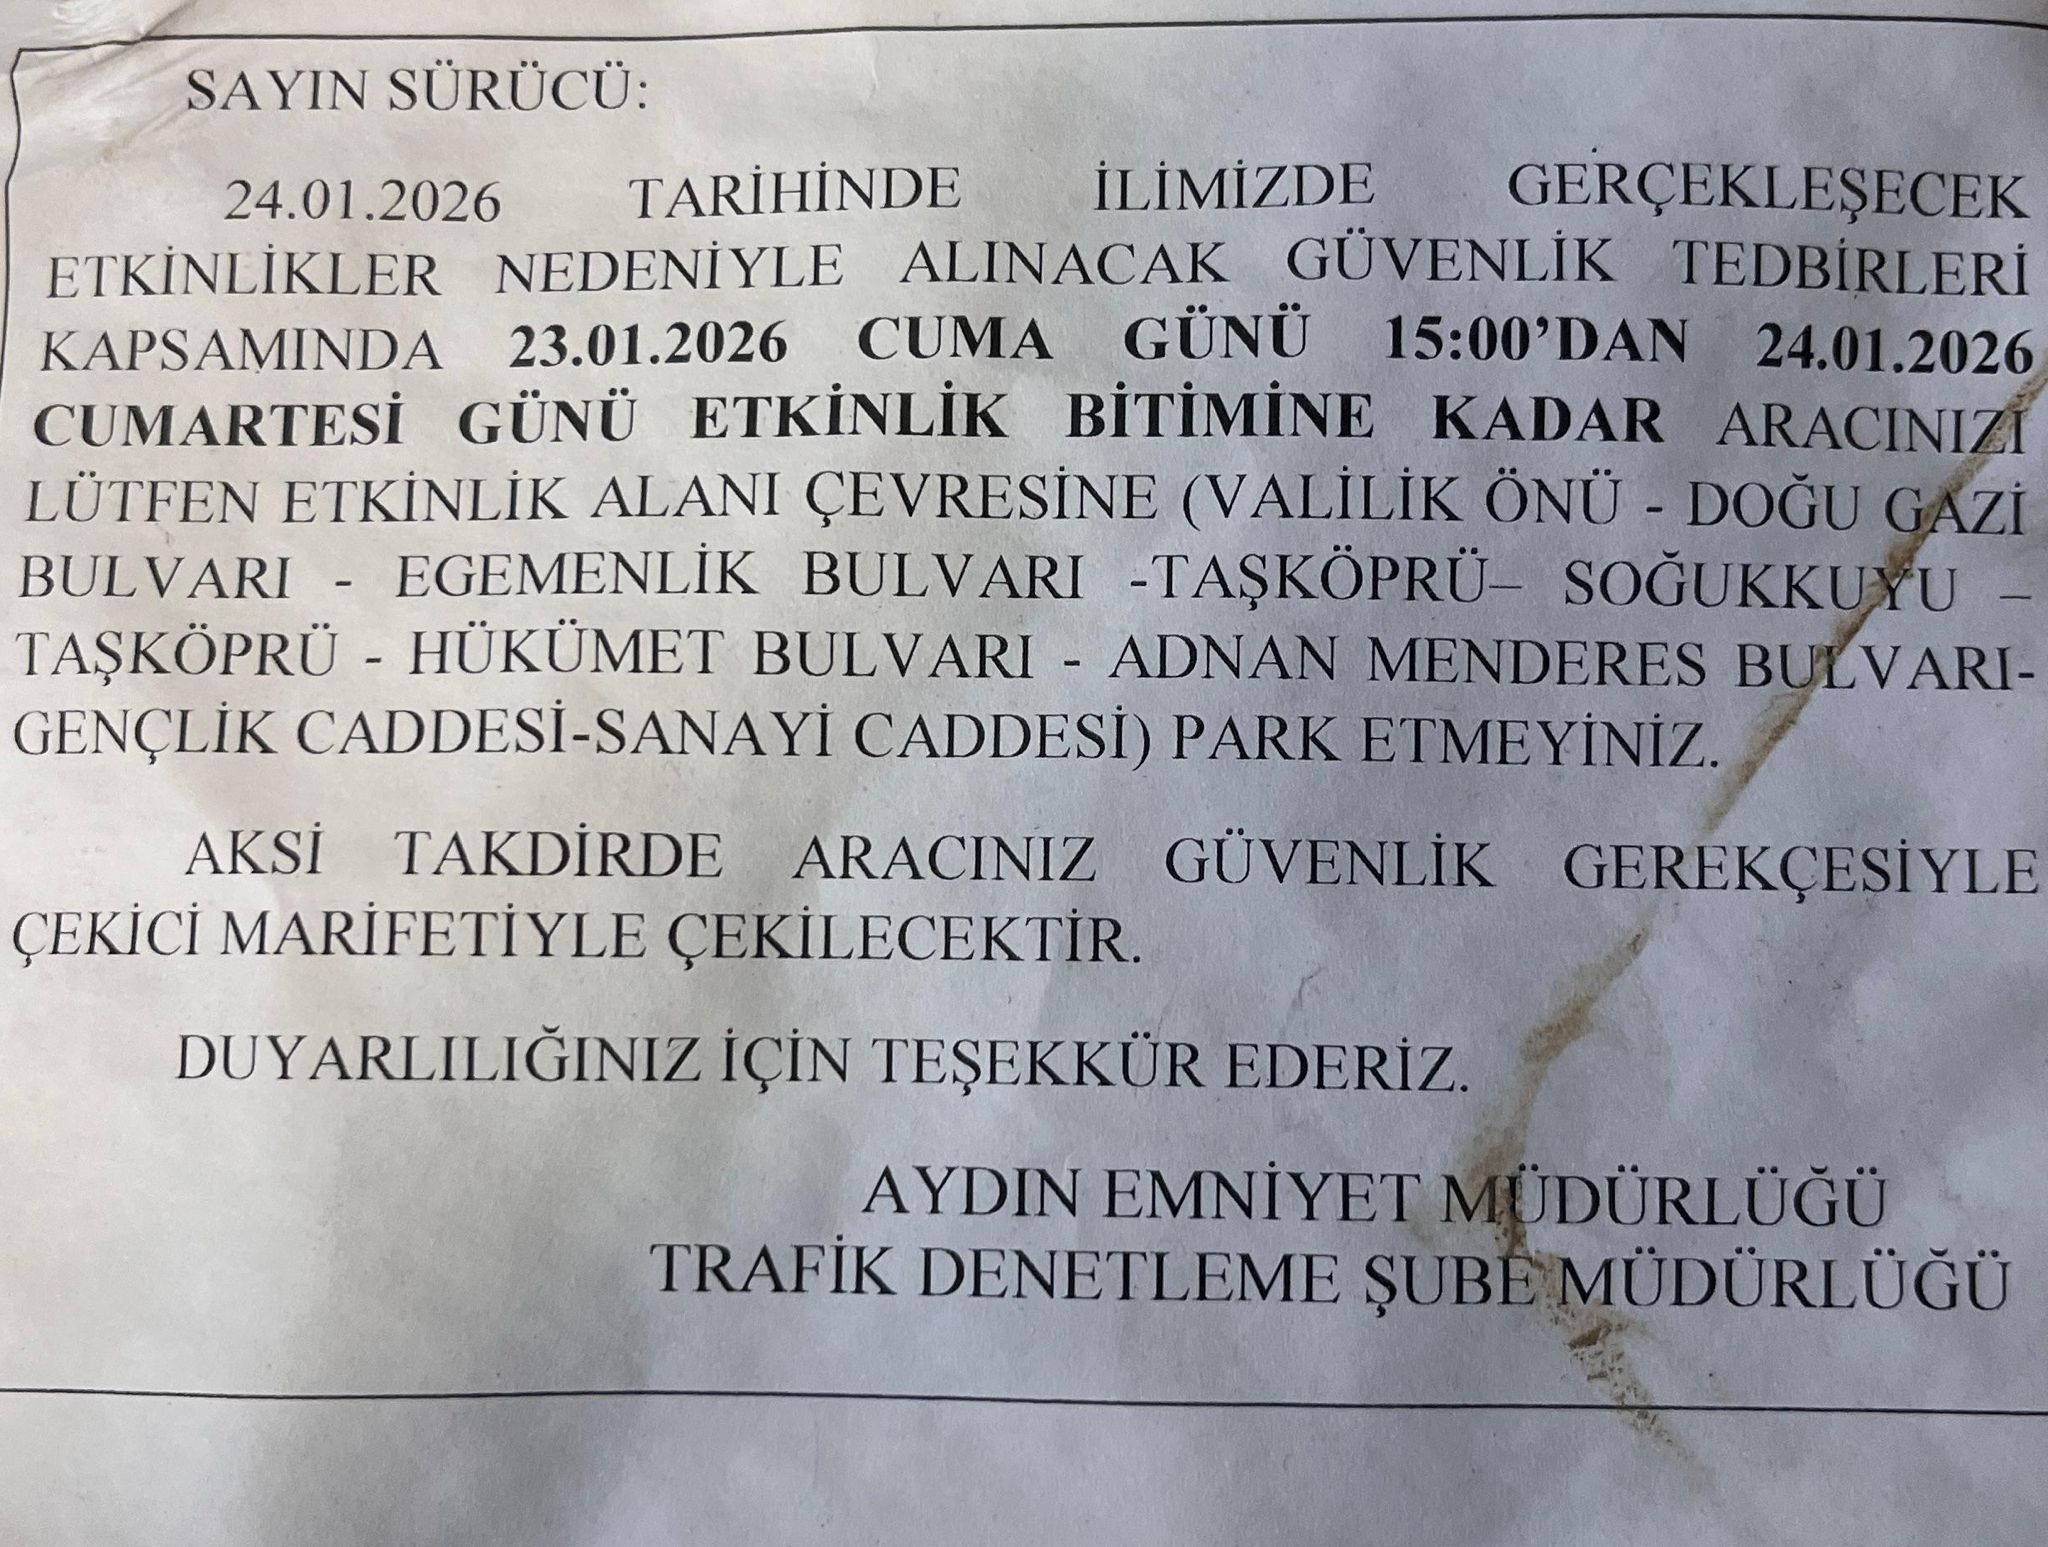 SAYIN SÜRÜCÜ:
24.01.2026 TARİHİNDE İLİMİZDE GERÇEKLEŞECEK
ETKİNLİKLER NEDENİYLE ALINACAK GÜVENLİK TEDBİRLERİ
KAPSAMINDA 23.01.2026 CUMA GÜNÜ 15:00’DAN 24.01.2026
CUMARTESİ GÜNÜ ETKİNLİK BİTİMİNE KADAR ARACINIZI
LÜTFEN ETKİNLİK ALANI ÇEVRESİNE (VALİLİK ÖNÜ - DOĞU GAZİ
BULVARI - EGEMENLİK BULVARI -TAŞKÖPRÜ– SOĞUKKUYU –
TAŞKÖPRÜ - HÜKÜMET BULVARI - ADNAN MENDERES BULVARI-
GENÇLİK CADDESİ-SANAYİ CADDESİ) PARK ETMEYİNİZ.
AKSİ TAKDİRDE ARACINIZ GÜVENLİK GEREKÇESİYLE
ÇEKİCİ MARİFETİYLE ÇEKİLECEKTİR.
DUYARLILIĞINIZ İÇİN TEŞEKKÜR EDERİZ.
AYDIN EMNİYET MÜDÜRLÜĞÜ
TRAFİK DENETLEME ŞUBE MÜDÜRLÜĞÜ